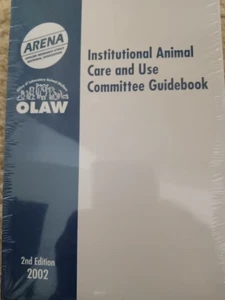 ARENA
OLAW
Institutional Animal
Care and Use
Committee Guidebook
2nd Edition
2002